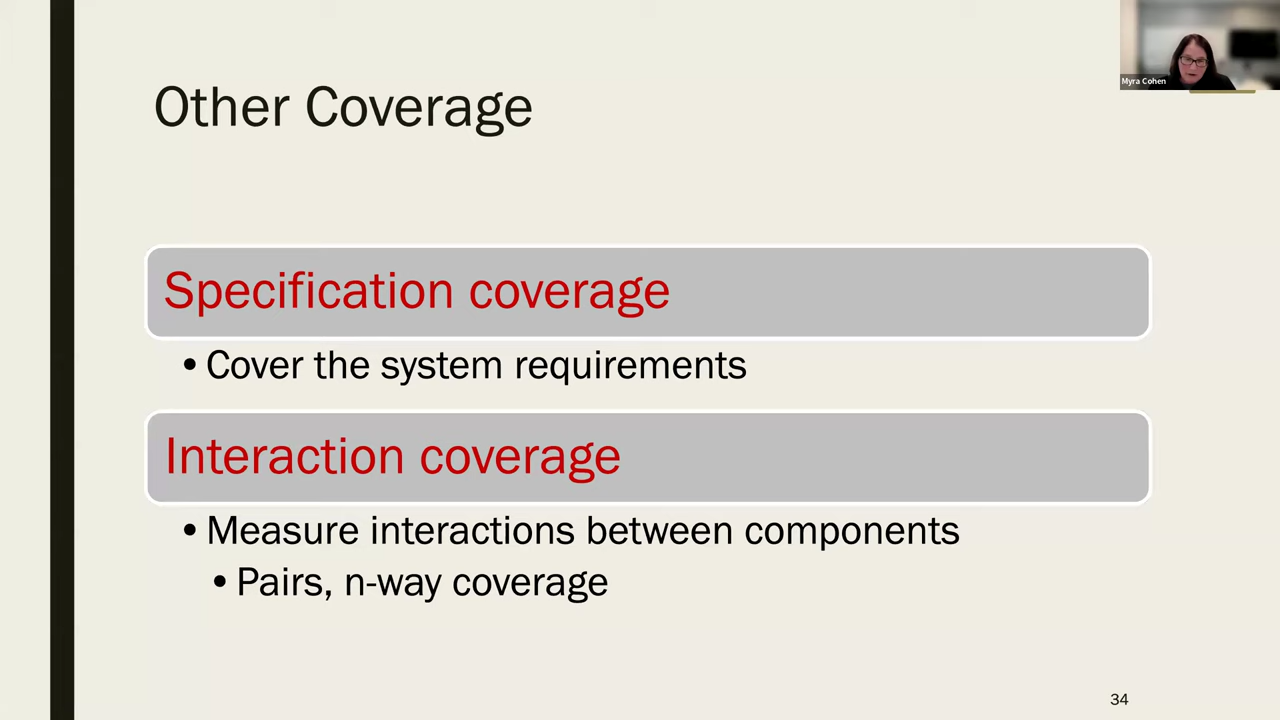 Myra Cohen
Other Coverage
Specification coverage
• Cover the system requirements
Interaction coverage
• Measure interactions between components
• Pairs, n-way coverage
34